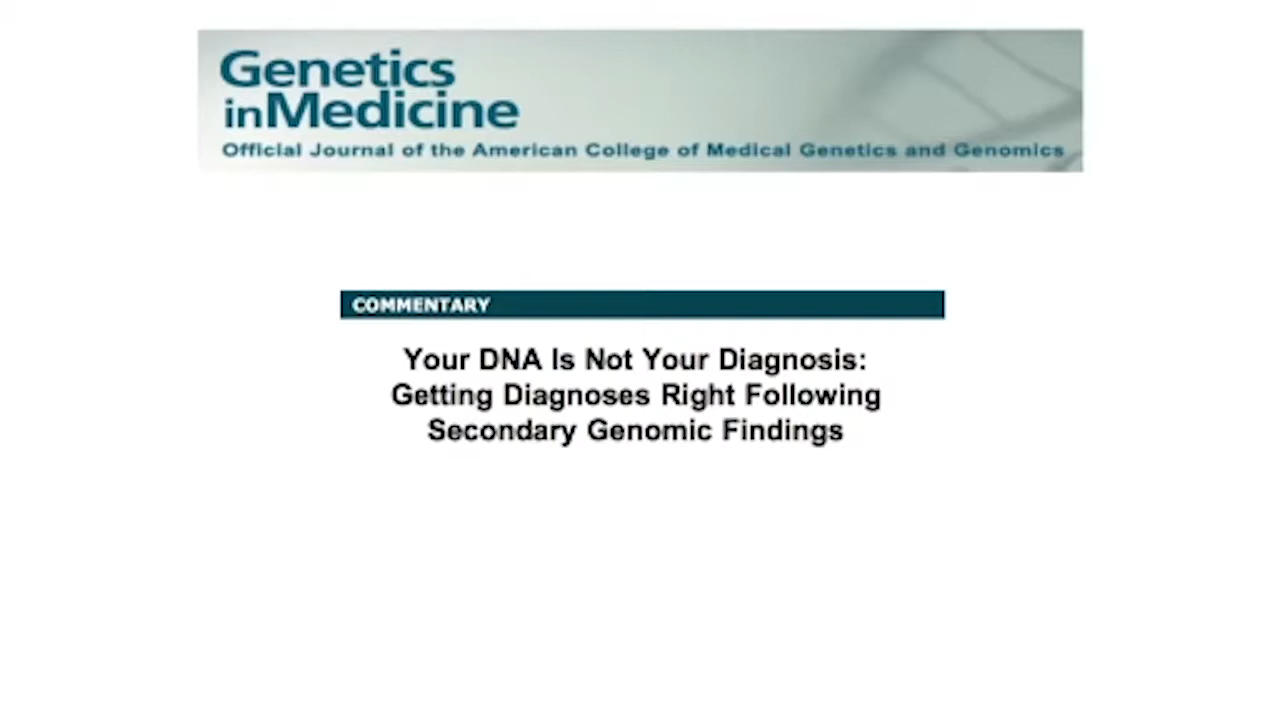 Genetics
inMedicine
Official Journal of the American College of Medical Genetics and Genomics
COMMENTARY
Your DNA Is Not Your Diagnosis:
Getting Diagnoses Right Following
Secondary Genomic Findings